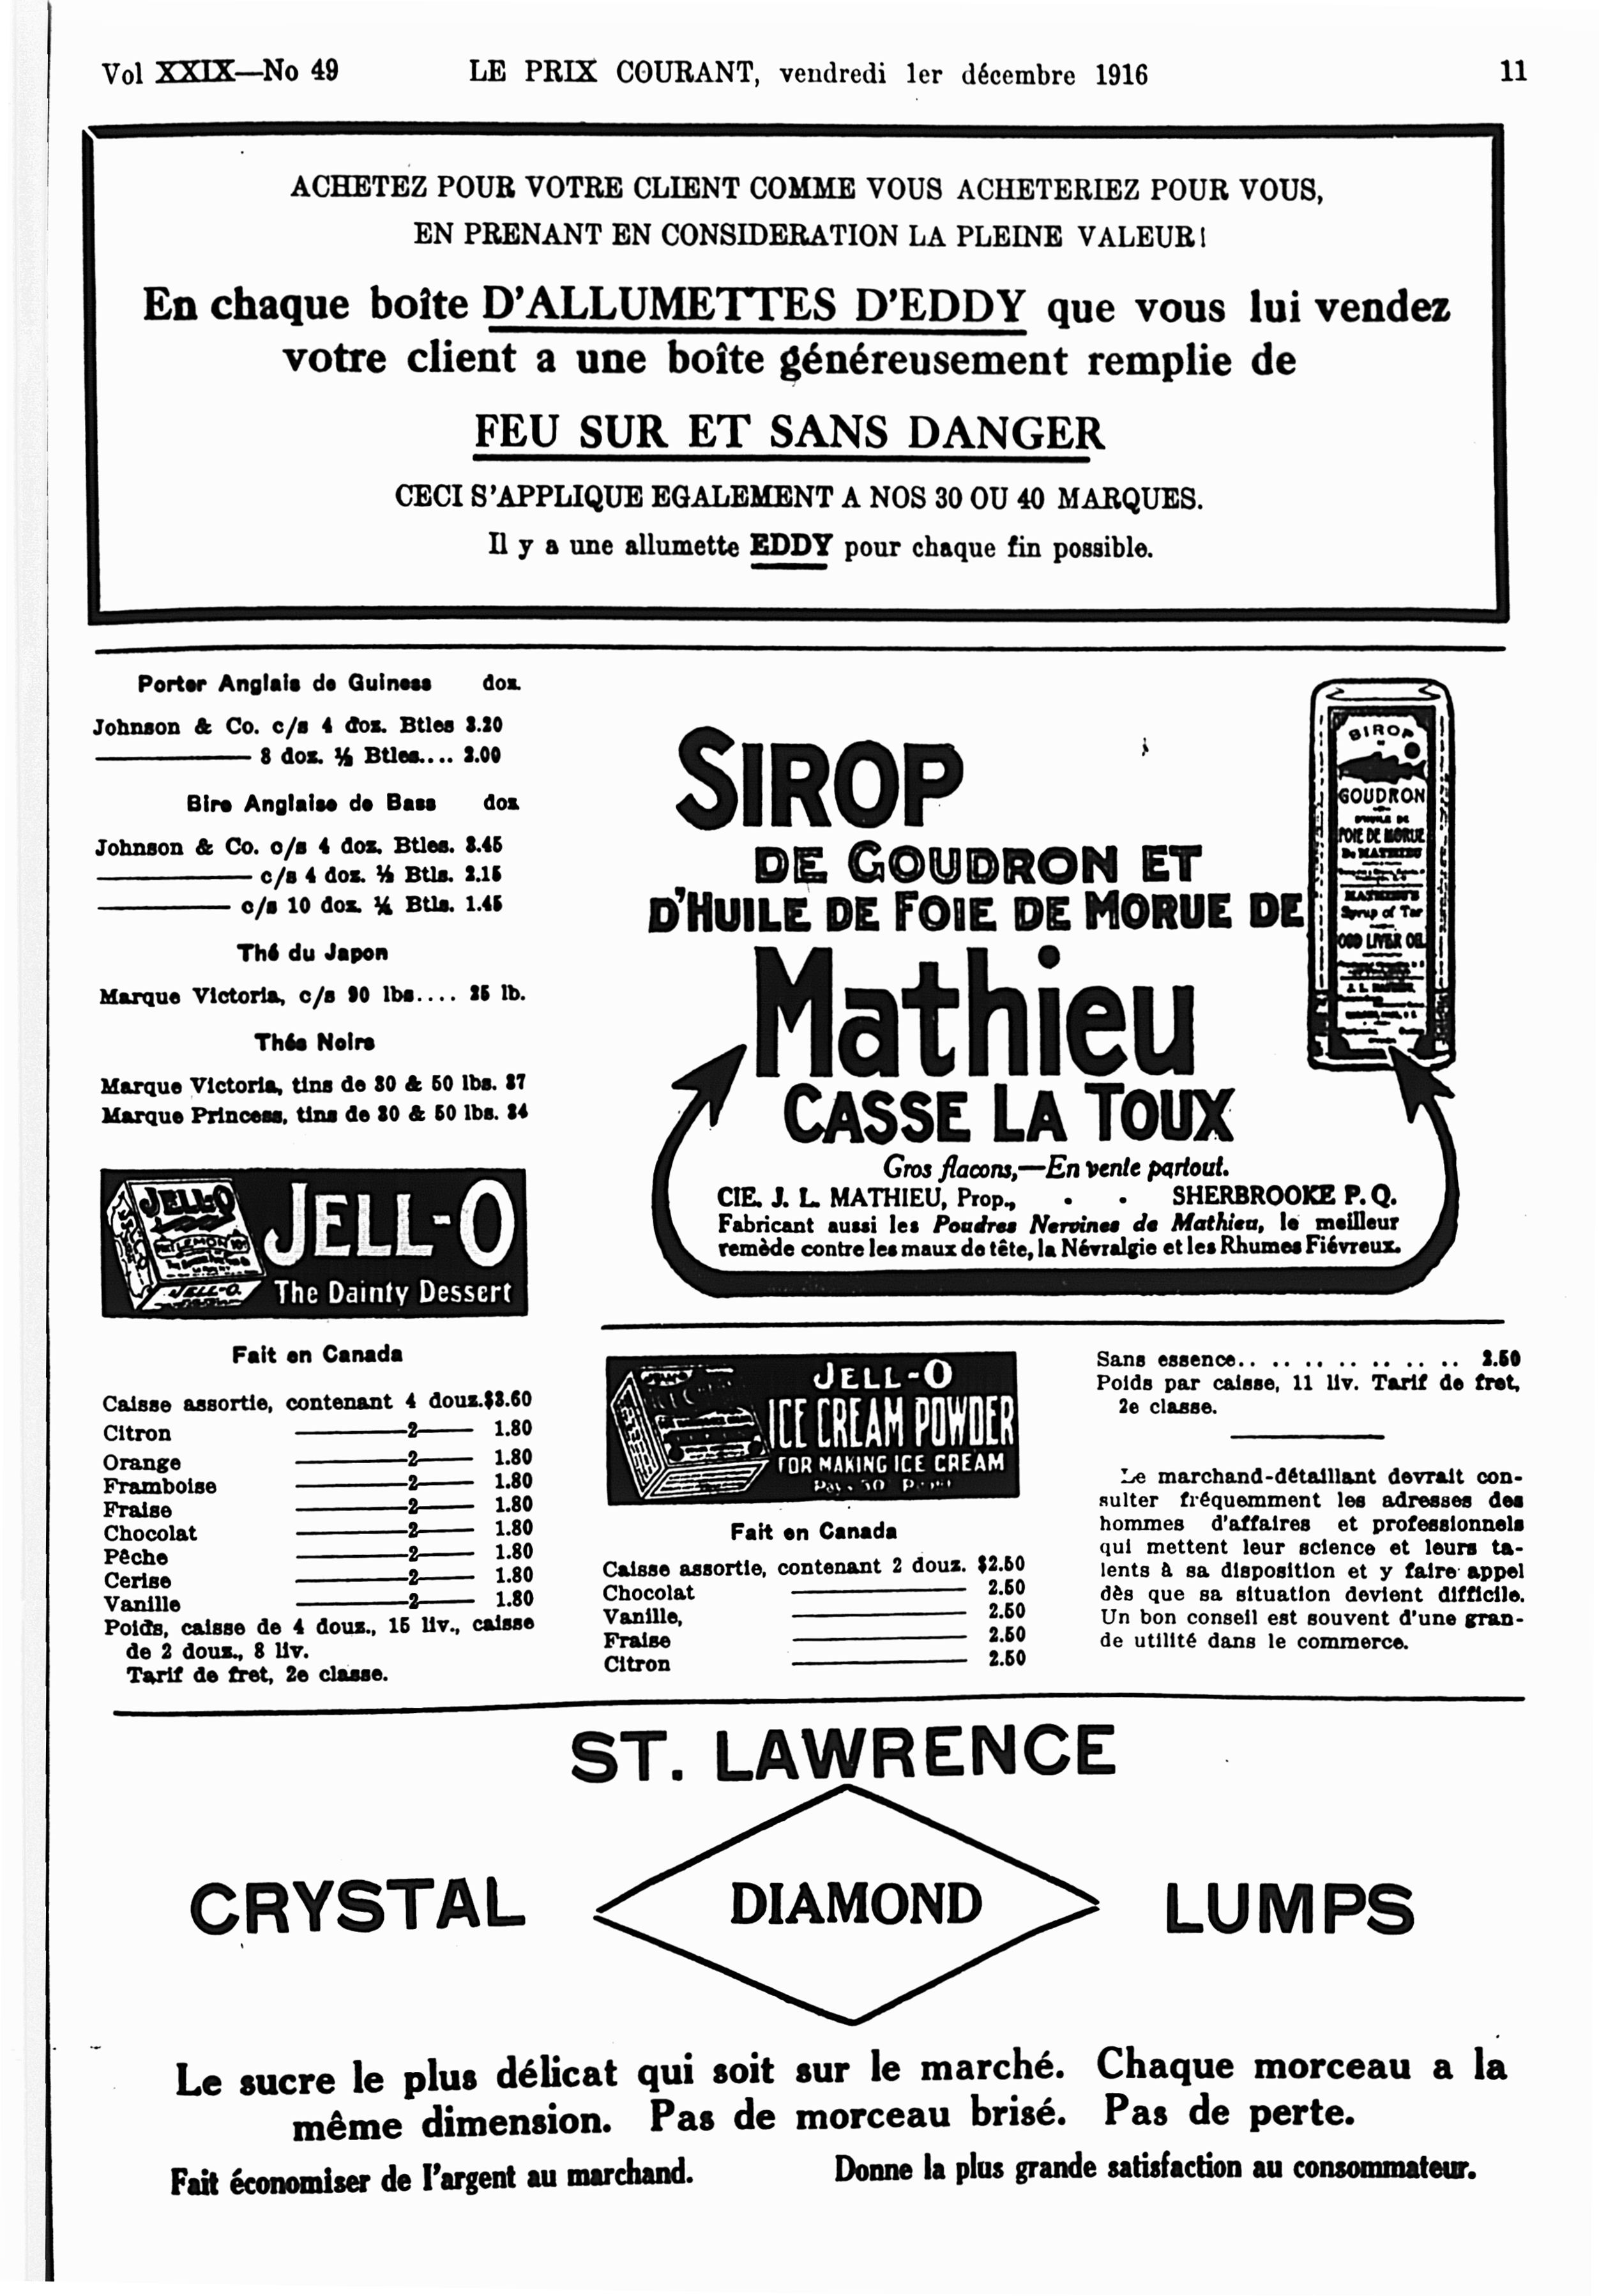 Vol XXIX—No 49 LE PRIX COURANT, vendredi 1er décembre 1916 11
ACHETEZ POUR VOTRE CLIENT COMME VOUS ACHETERIEZ POUR VOUS,
EN PRENANT EN CONSIDERATION LA PLEINE VALEUR!
En chaque boîte D'ALLUMETTES D'EDDY que vous lui vendez
votre client a une boîte généreusement remplie de
FEU SUR ET SANS DANGER
CECI S'APPLIQUE EGALEMENT A NOS 30 OU 40 MARQUES.
Il y a une allumette EDDY pour chaque fin possible.
Porter Anglais de Guiness doz.
Johnson & Co. c/s 4 doz. Btles 3.20
8 doz. ½ Btles.... 2.00
Bire Anglaise de Bass doz
Johnson & Co. c/s 4 doz. Btles. 3.45
c/s 4 doz. ½ Btls. 2.15
c/s 10 doz. ¼ Btls. 1.45
Thé du Japon
Marque Victoria, c/s 90 lbs.... 25 lb.
Thés Noirs
Marque Victoria, tins de 30 & 50 lbs. 37
Marque Princess, tins de 30 & 50 lbs. 34
JELL-O
JELL-O
The Dainty Dessert
JELL-O
Fait en Canada
Caisse assortie, contenant 4 douz.$3.60
Citron —2— 1.80
Orange —2— 1.80
Framboise —2— 1.80
Fraise —2— 1.80
Chocolat —2— 1.80
Pêche —2— 1.80
Cerise —2— 1.80
Vanille —2— 1.80
Poids, caisse de 4 douz., 15 liv., caisse
de 2 douz., 8 liv.
Tarif de fret, 2e classe.
SIROP
DE GOUDRON ET
D'HUILE DE FOIE DE MORUE DE
Mathieu
CASSE LA TOUX
Gros flacons,—En vente partout.
CIE. J. L. MATHIEU, Prop., - - SHERBROOKE P. Q.
Fabricant aussi les Poudres Nervines de Mathieu, le meilleur
remède contre les maux de tête, la Névralgie et les Rhumes Fiévreux.
SIROP
GOUDRON
D'HUILE DE
FOIE DE MORUE
De MATHIEU
MATHIEU'S
Syrup of Tar
COD LIVER OIL
JELL-O
ICE CREAM POWDER
FOR MAKING ICE CREAM
Fait en Canada
Caisse assortie, contenant 2 douz. $2.50
Chocolat — 2.50
Vanille, — 2.50
Fraise — 2.50
Citron — 2.50
Sans essence.. .. .. .. .. .. .. 2.50
Poids par caisse, 11 liv. Tarif de fret,
2e classe.
Le marchand-détaillant devrait con-
sulter fréquemment les adresses des
hommes d'affaires et professionnels
qui mettent leur science et leurs ta-
lents à sa disposition et y faire appel
dès que sa situation devient difficile.
Un bon conseil est souvent d'une gran-
de utilité dans le commerce.
ST. LAWRENCE
CRYSTAL DIAMOND LUMPS
Le sucre le plus délicat qui soit sur le marché. Chaque morceau a la
même dimension. Pas de morceau brisé. Pas de perte.
Fait économiser de l'argent au marchand. Donne la plus grande satisfaction au consommateur.